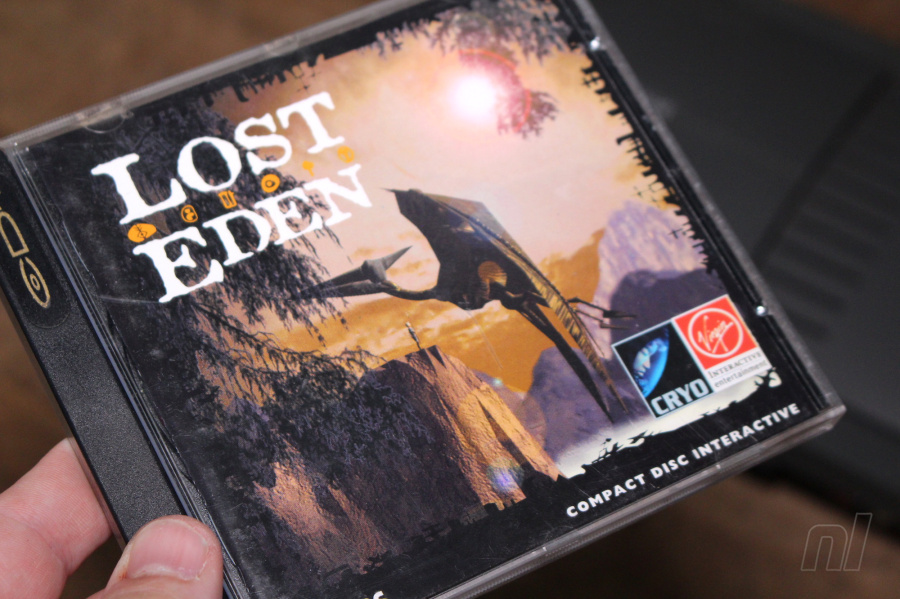 LOST
EDEN
CRYO
Virgin
INTERACTIVE
entertainment
COMPACT DISC INTERACTIVE
nl